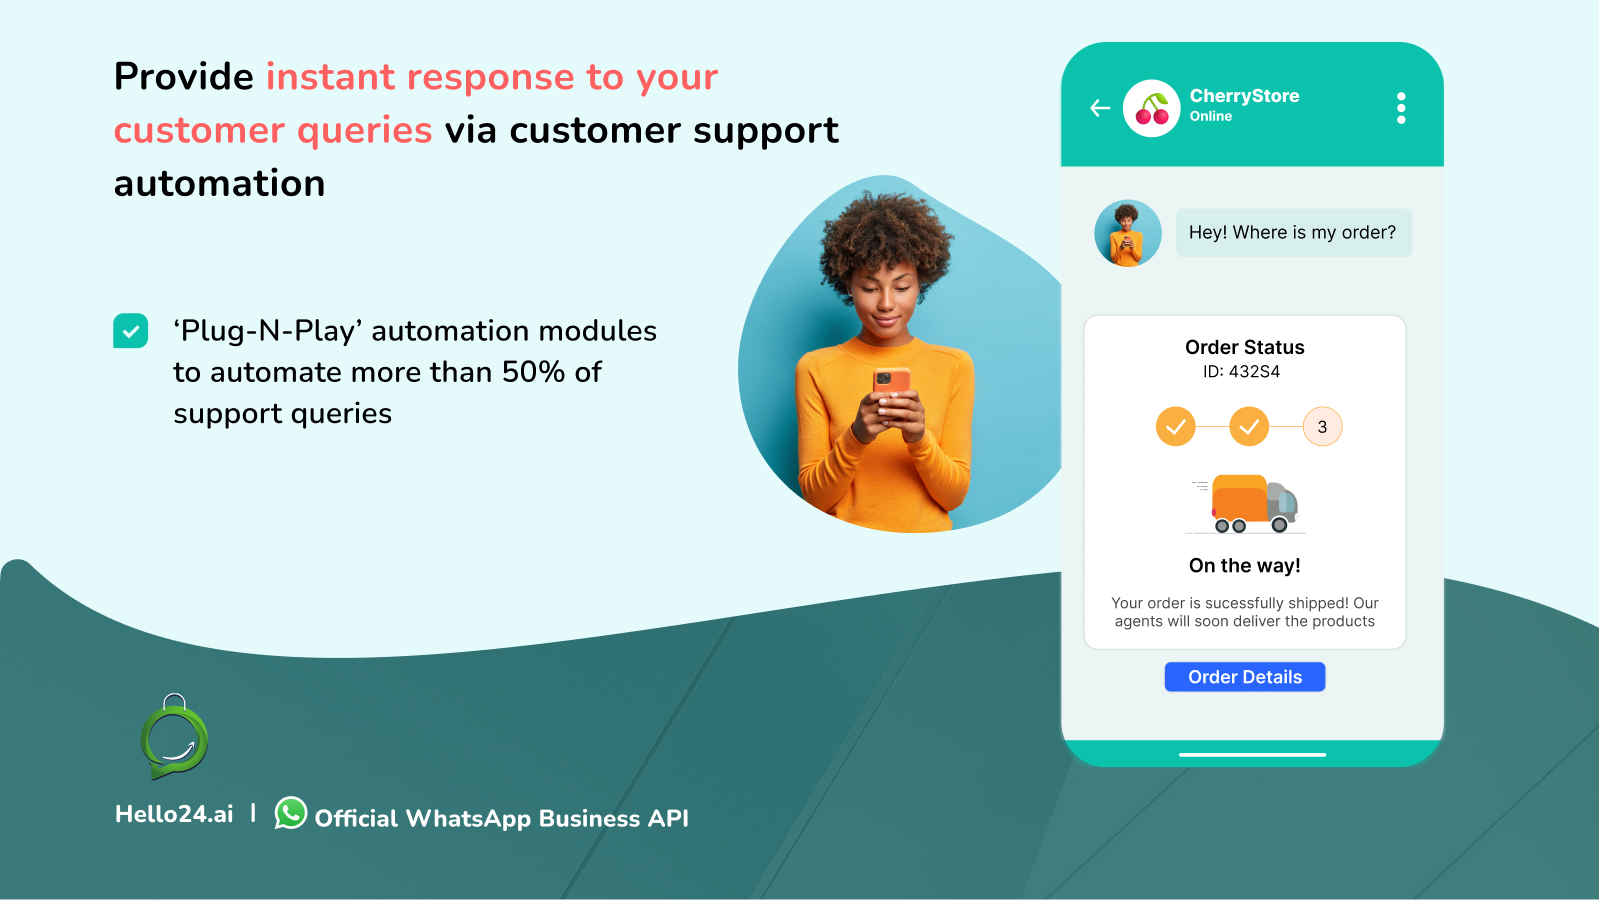 Provide instant response to your
customer queries via customer support
automation
‘Plug-N-Play’ automation modules
to automate more than 50% of
support queries
Hello24.ai | Official WhatsApp Business API
CherryStore
Online
Hey! Where is my order?
Order Status
ID: 432S4
3
On the way!
Your order is sucessfully shipped! Our
agents will soon deliver the products
Order Details